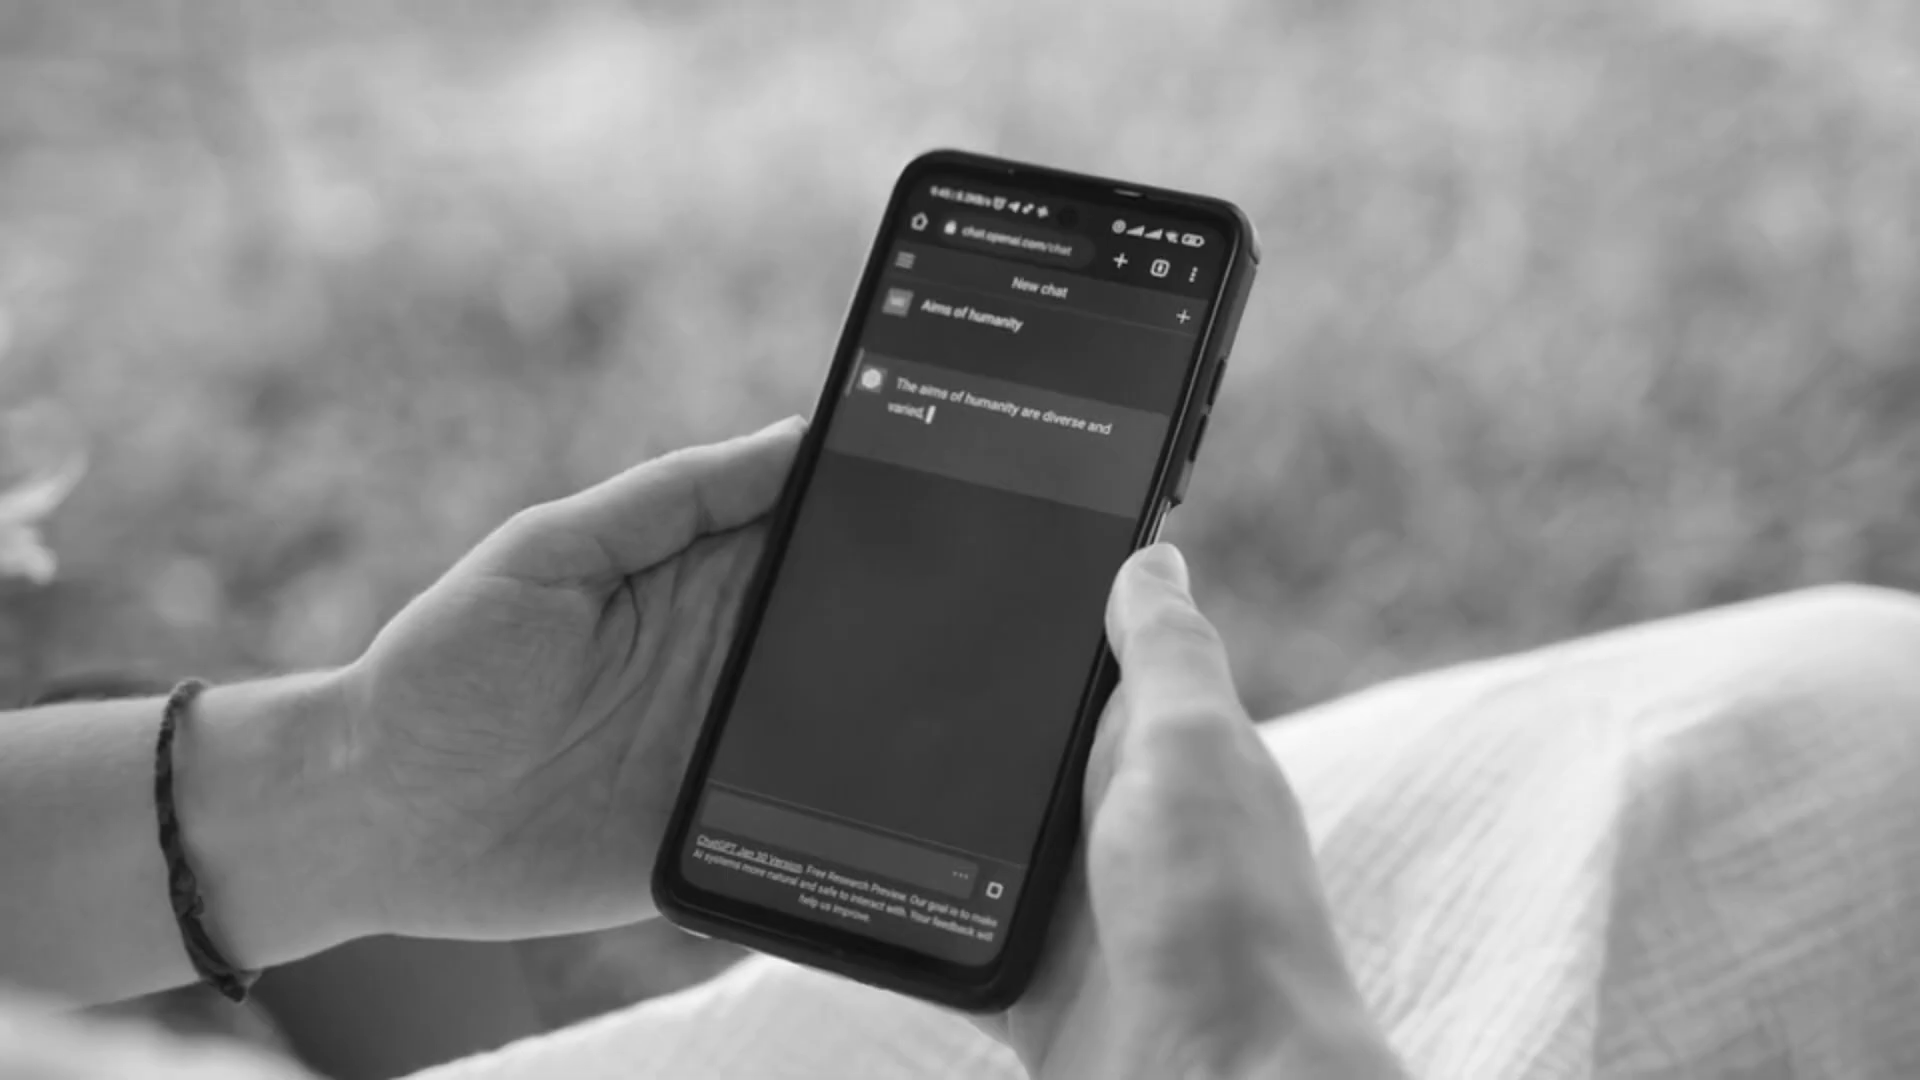 chat.openai.com/chat
New chat
Aims of humanity
The aims of humanity are diverse and
varied,
ChatGPT Jan 30 Version. Free Research Preview. Our goal is to make
AI systems more natural and safe to interact with. Your feedback will
help us improve.